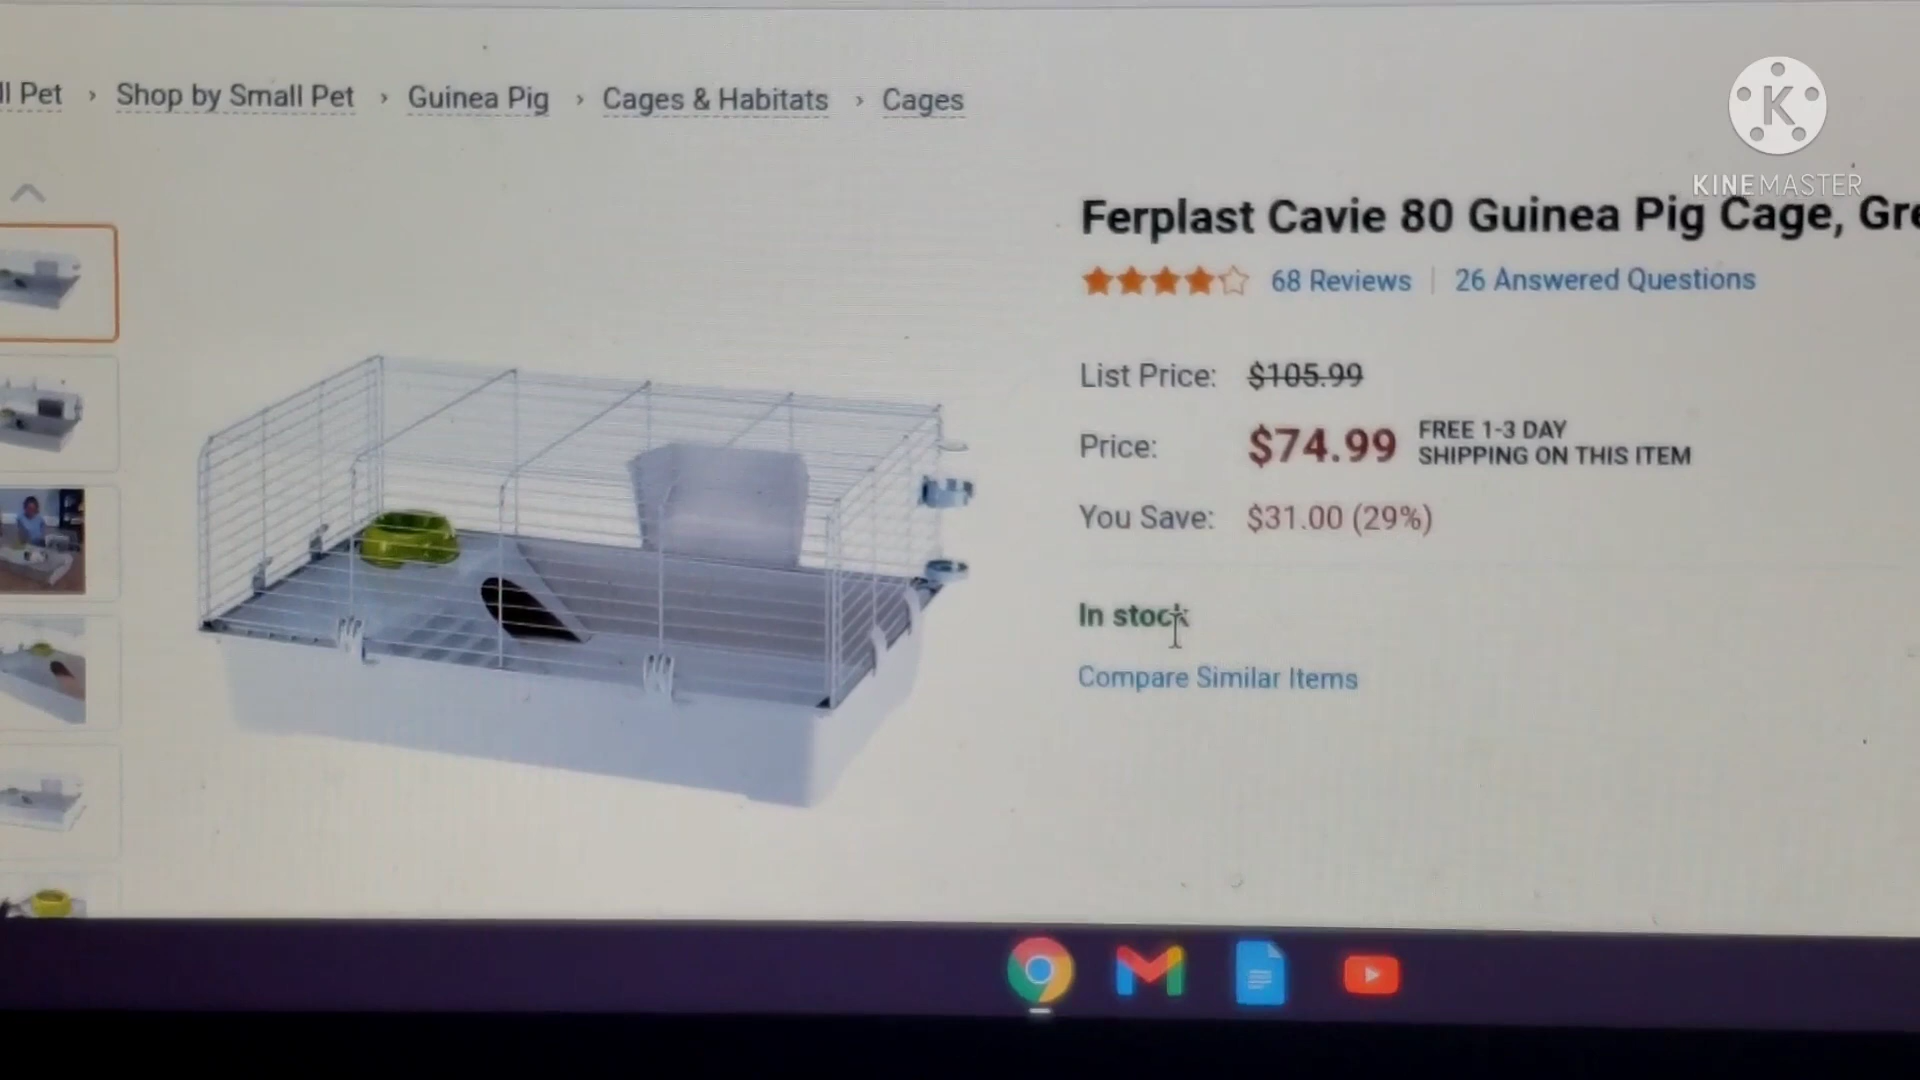 ll Pet › Shop by Small Pet › Guinea Pig › Cages & Habitats › Cages
K
KINEMASTER
Ferplast Cavie 80 Guinea Pig Cage, Gre
68 Reviews | 26 Answered Questions
List Price: $105.99
Price: $74.99 FREE 1-3 DAY
SHIPPING ON THIS ITEM
You Save: $31.00 (29%)
In stock
Compare Similar Items